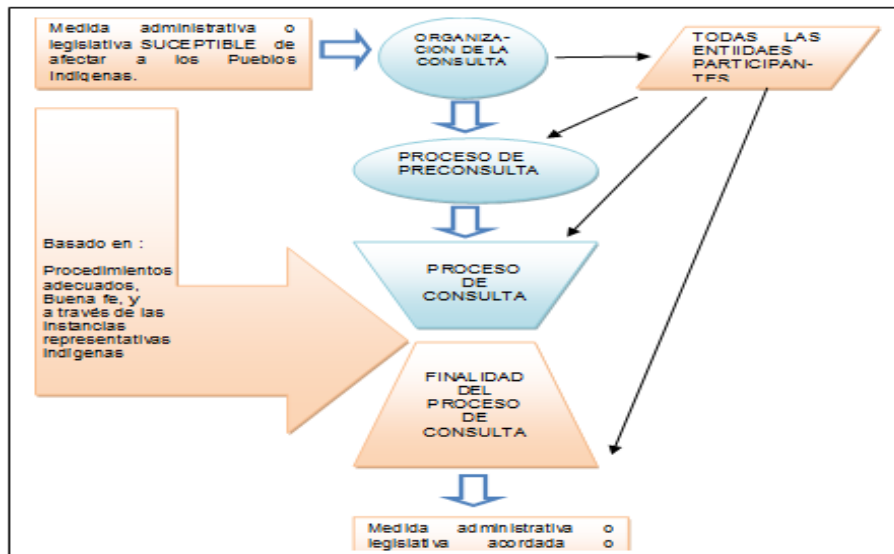 Medida administrativa o
legislativa SUCEPTIBLE de
afectar a los Pueblos
Indigenas.
ORGANIZA-
CION DE LA
CONSULTA
TODAS LAS
ENTIIDAES
PARTICIPAN-
TES
PROCESO DE
PRECONSULTA
Basado en :
Procedimientos
adecuados,
Buena fe, y
a través de las
instancias
representativas
indígenas
PROCESO
DE
CONSULTA
FINALIDAD
DEL
PROCESO
DE
CONSULTA
Medida administrativa o
legislativa acordada o